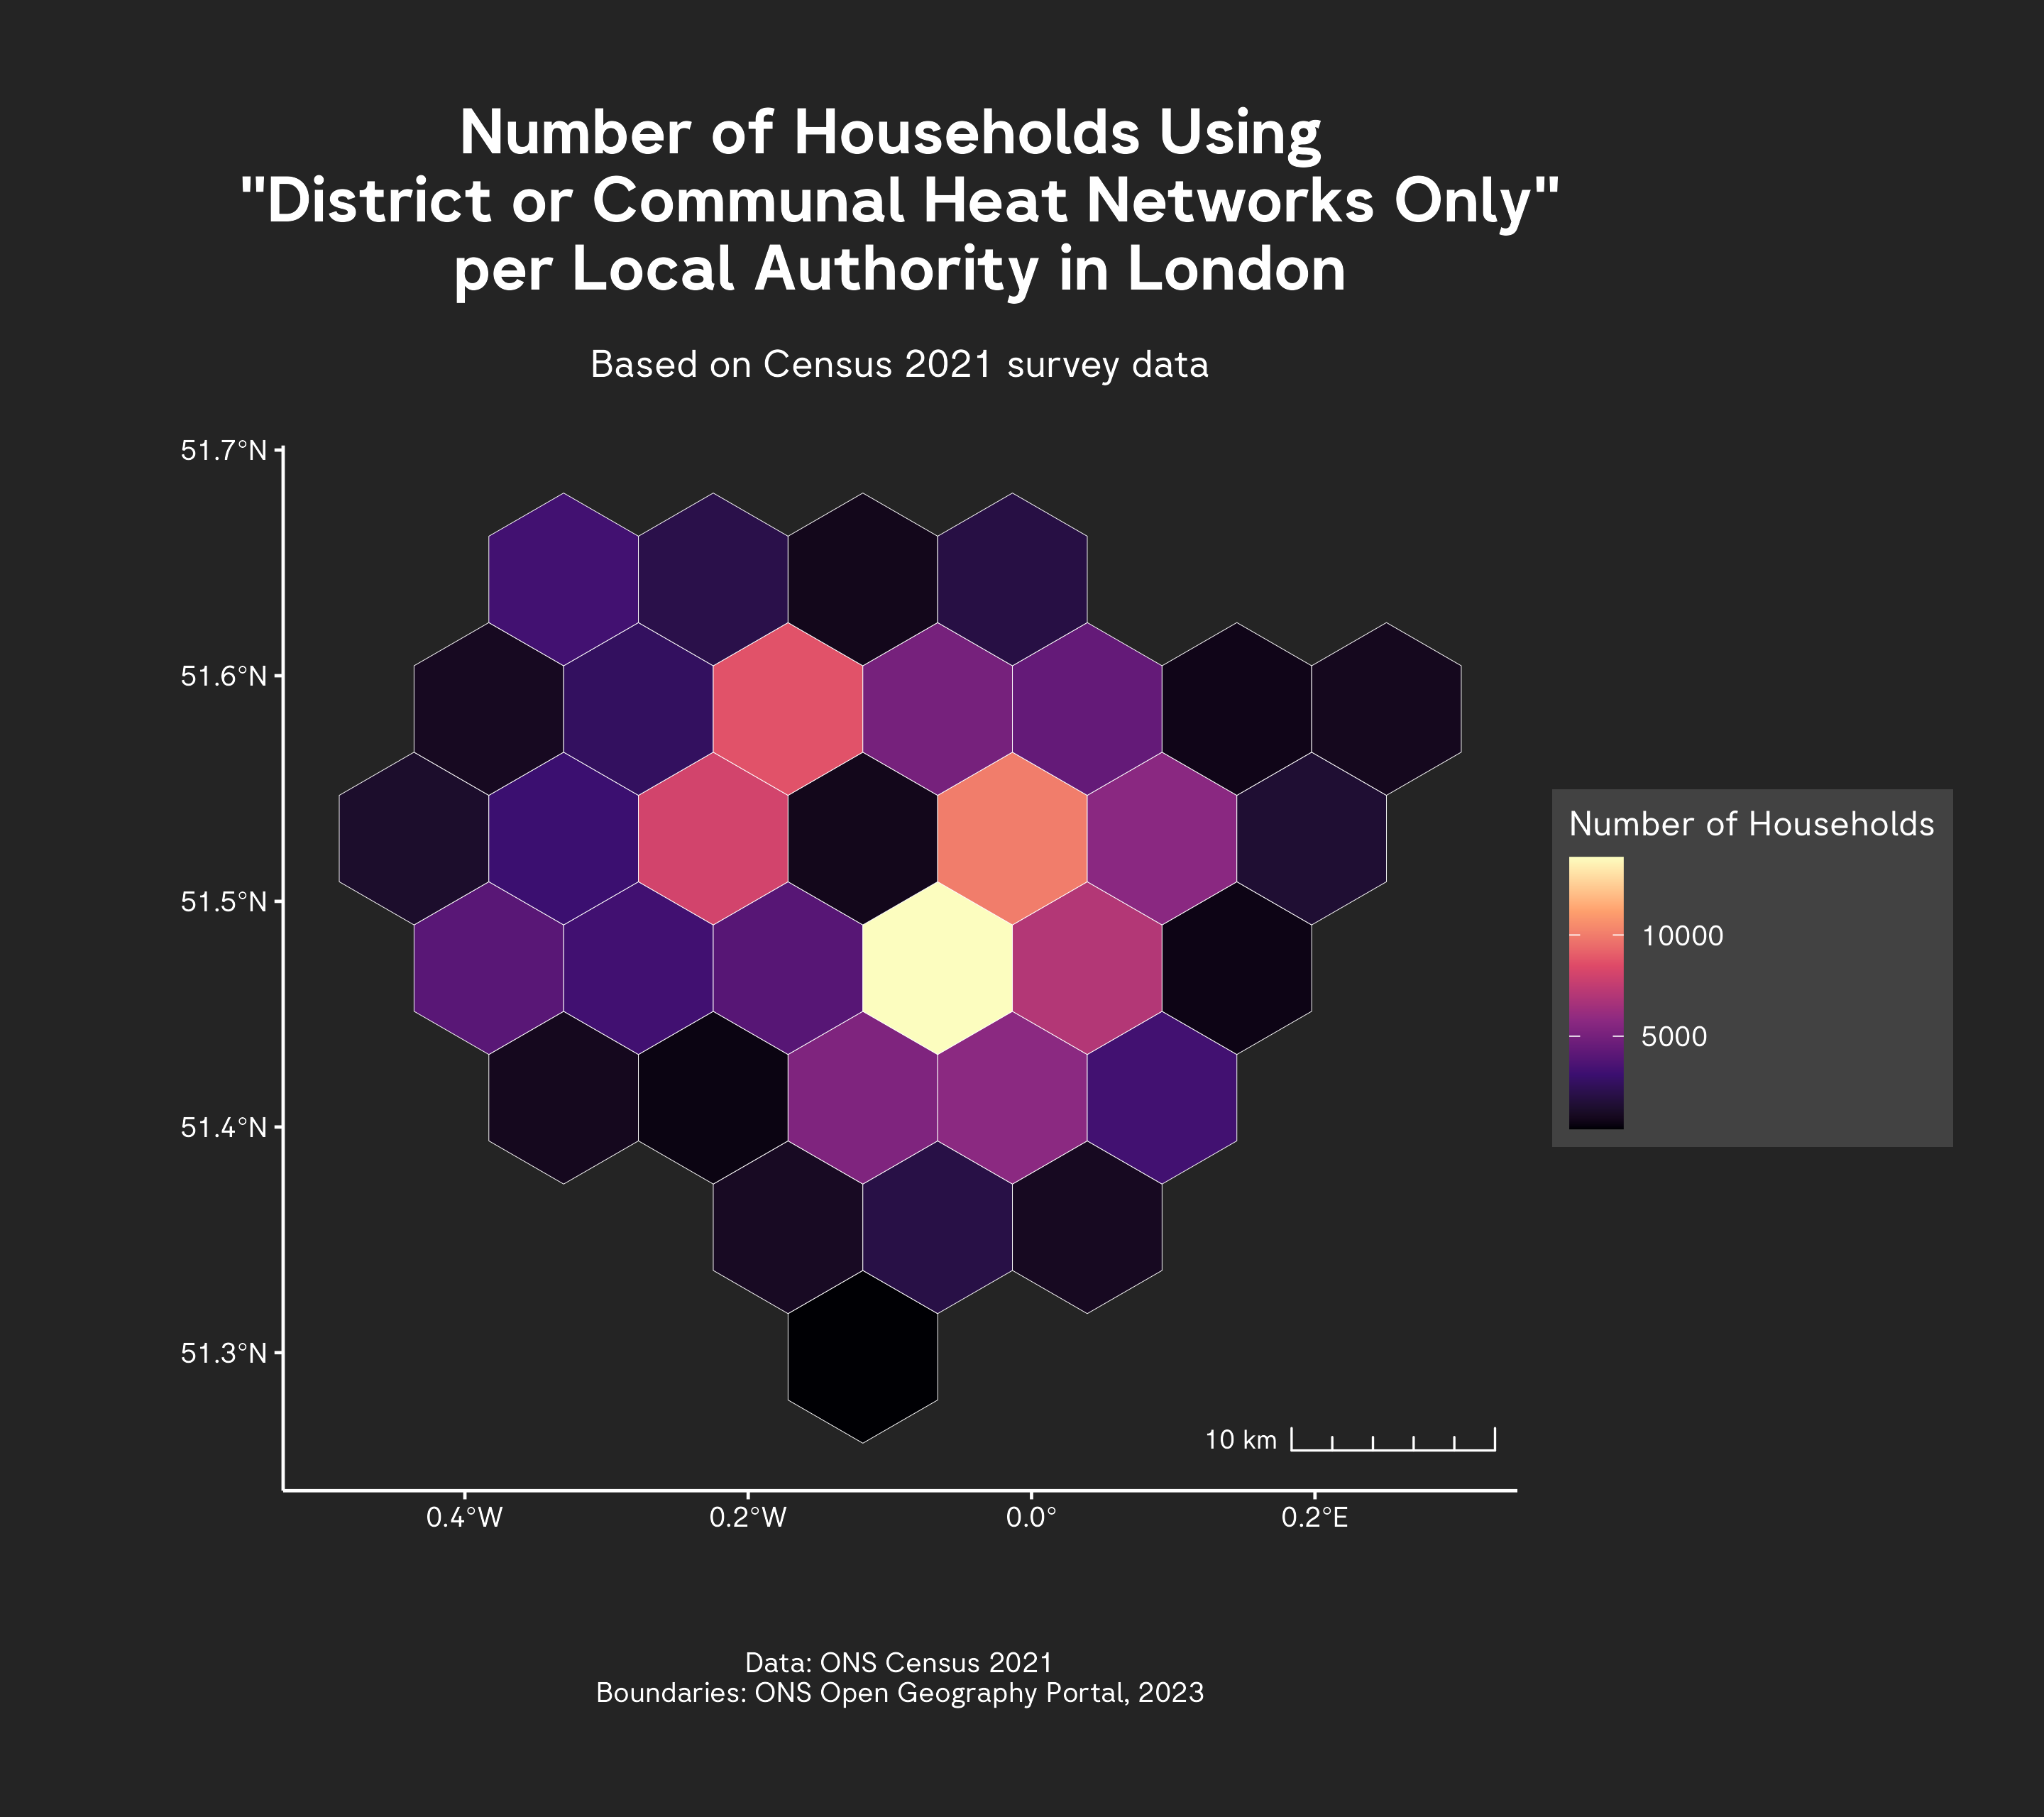 Number of Households Using
"District or Communal Heat Networks Only"
per Local Authority in London
Based on Census 2021 survey data
51.7°N
51.6°N
51.5°N
51.4°N
51.3°N
0.4°W
0.2°W
0.0°
0.2°E
10 km
Number of Households
10000
5000
Data: ONS Census 2021
Boundaries: ONS Open Geography Portal, 2023